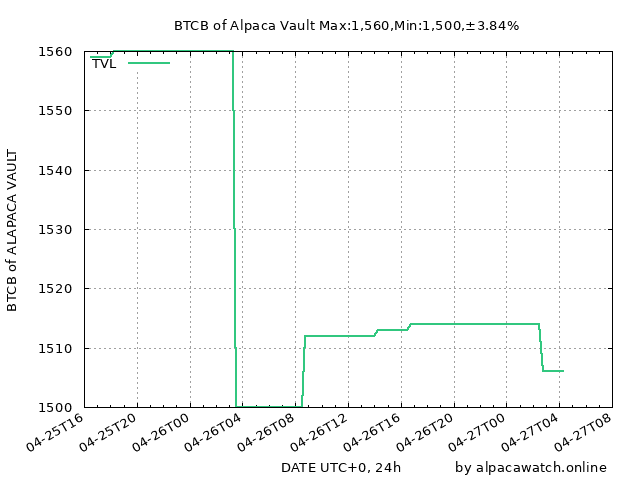 BTCB of Alpaca Vault Max:1,560,Min:1,500,±3.84%
TVL
1560
1550
1540
1530
1520
1510
1500
BTCB of ALAPACA VAULT
04-25T16
04-25T20
04-26T00
04-26T04
04-26T08
04-26T12
04-26T16
04-26T20
04-27T00
04-27T04
04-27T08
DATE UTC+0, 24h
by alpacawatch.online